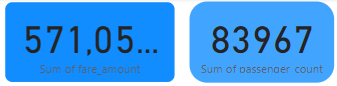 571,05...
83967
Sum of fare_amount
Sum of passenger_count